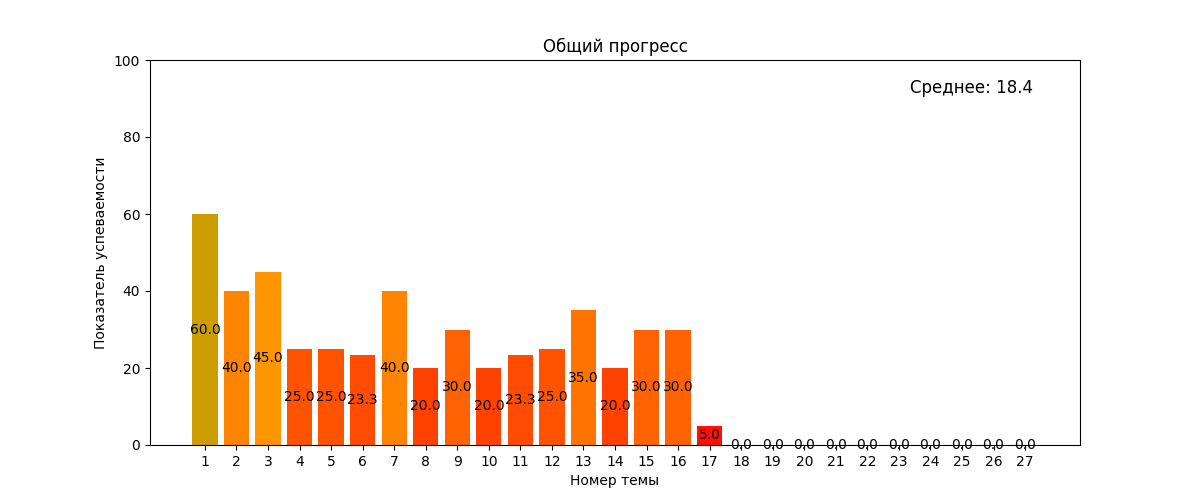 Общий прогресс
Среднее: 18.4
Показатель успеваемости
100
80
60
40
20
0
60.0 40.0 45.0 25.0 25.0 23.3 40.0 20.0 30.0 20.0 23.3 25.0 35.0 20.0 30.0 30.0 5.0 0.0 0.0 0.0 0.0 0.0 0.0 0.0 0.0 0.0 0.0
1 2 3 4 5 6 7 8 9 10 11 12 13 14 15 16 17 18 19 20 21 22 23 24 25 26 27
Номер темы